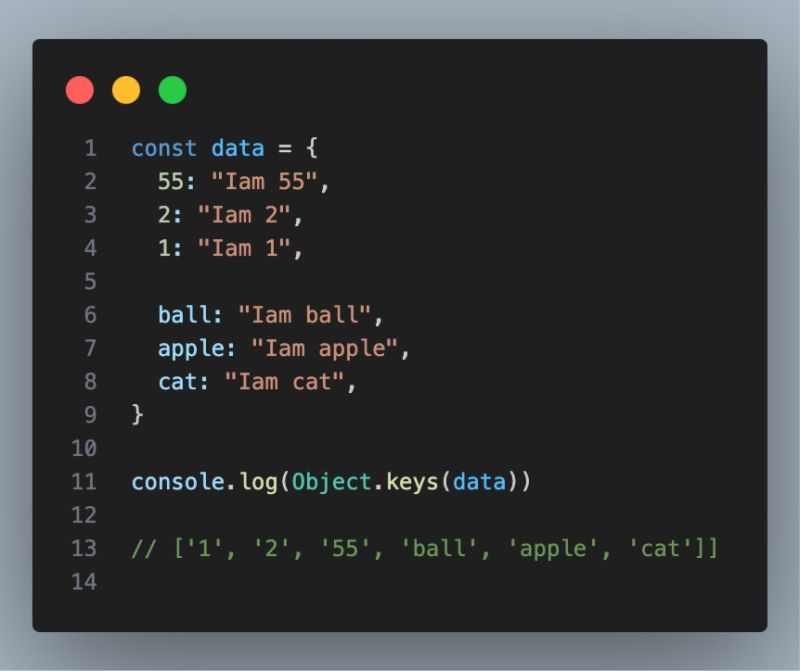 1 const data = {
2 55: "Iam 55",
3 2: "Iam 2",
4 1: "Iam 1",
5
6 ball: "Iam ball",
7 apple: "Iam apple",
8 cat: "Iam cat",
9 }
10
11 console.log(Object.keys(data))
12
13 // ['1', '2', '55', 'ball', 'apple', 'cat']]
14